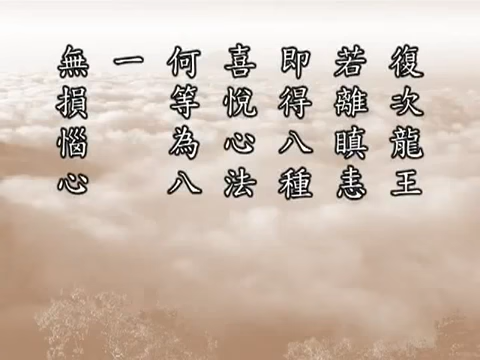 復次龍王
若離瞋恚
即得八種
喜悅心法
何等為八
一
無損惱心